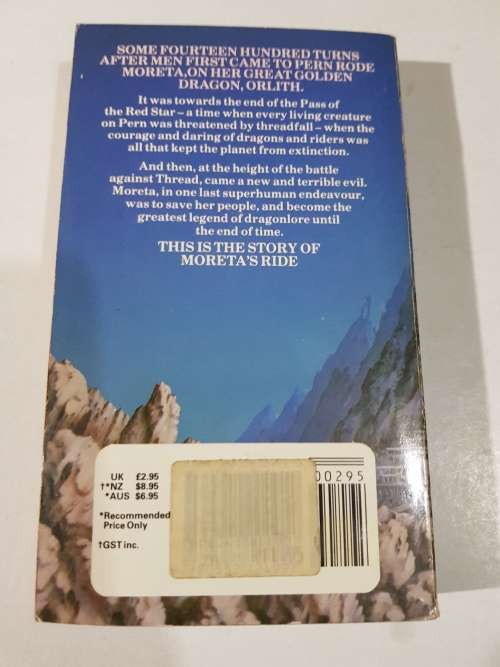 SOME FOURTEEN HUNDRED TURNS
AFTER MEN FIRST CAME TO PERN RODE
MORETA,ON HER GREAT GOLDEN
DRAGON, ORLITH.
It was towards the end of the Pass of
the Red Star – a time when every living creature
on Pern was threatened by threadfall – when the
courage and daring of dragons and riders was
all that kept the planet from extinction.
And then, at the height of the battle
against Thread, came a new and terrible evil.
Moreta, in one last superhuman endeavour,
was to save her people, and become the
greatest legend of dragonlore until
the end of time.
THIS IS THE STORY OF
MORETA'S RIDE
UK £2.95
†*NZ $8.95
*AUS $6.95
*Recommended
Price Only
†GST inc.
00295